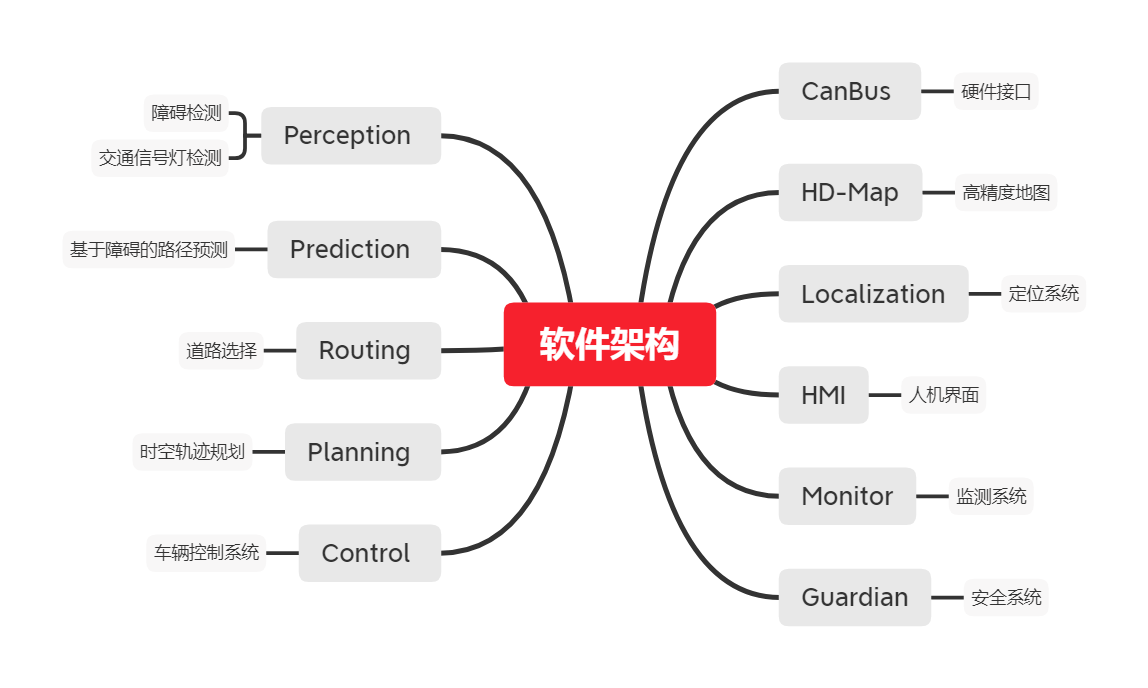 软件架构
Perception
障碍检测
交通信号灯检测
Prediction
基于障碍的路径预测
Routing
道路选择
Planning
时空轨迹规划
Control
车辆控制系统
CanBus
硬件接口
HD-Map
高精度地图
Localization
定位系统
HMI
人机界面
Monitor
监测系统
Guardian
安全系统